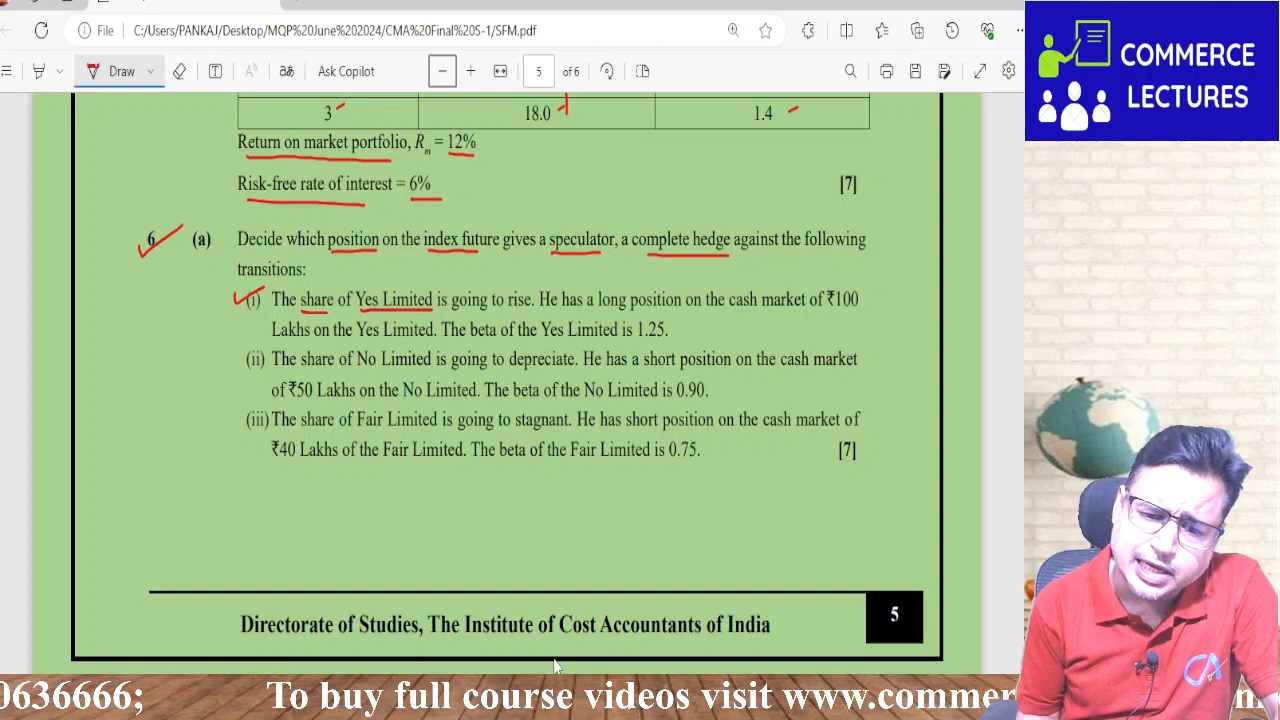 File
C:/Users/PANKAJ/Desktop/MQP%20June%202024/CMA%20Final%20S-1/SFM.pdf
Draw
Ask Copilot
5 of 6
COMMERCE
LECTURES
3 18.0 1.4
Return on market portfolio, Rm = 12%
Risk-free rate of interest = 6% [7]
6 (a) Decide which position on the index future gives a speculator, a complete hedge against the following
transitions:
(i) The share of Yes Limited is going to rise. He has a long position on the cash market of ₹100
Lakhs on the Yes Limited. The beta of the Yes Limited is 1.25.
(ii) The share of No Limited is going to depreciate. He has a short position on the cash market
of ₹50 Lakhs on the No Limited. The beta of the No Limited is 0.90.
(iii) The share of Fair Limited is going to stagnant. He has short position on the cash market of
₹40 Lakhs of the Fair Limited. The beta of the Fair Limited is 0.75. [7]
Directorate of Studies, The Institute of Cost Accountants of India
5
0636666; To buy full course videos visit www.commer